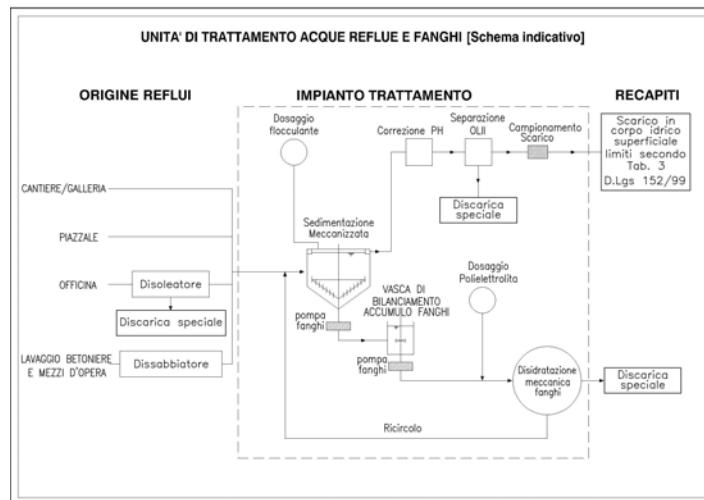 UNITA' DI TRATTAMENTO ACQUE REFLUE E FANGHI [Schema indicativo]
ORIGINE REFLUI
IMPIANTO TRATTAMENTO
RECAPITI
Dosaggio
flocculante
Correzione PH
Separazione
OLII
Campionamento
Scarico
Scarico in
corpo idrico
superficiale
limiti secondo
Tab. 3
D.Lgs 152/99
CANTIERE/GALLERIA
Discarica
speciale
Sedimentazione
Meccanizzata
PIAZZALE
Dosaggio
Polielettrolita
OFFICINA
Disoleatore
VASCA DI
BILANCIAMENTO
ACCUMULO FANGHI
Discarica speciale
pompa
fanghi
LAVAGGIO BETONIERE
E MEZZI D'OPERA
Dissabbiatore
pompa
fanghi
Disidratazione
meccanica
fanghi
Discarica
speciale
Ricircolo